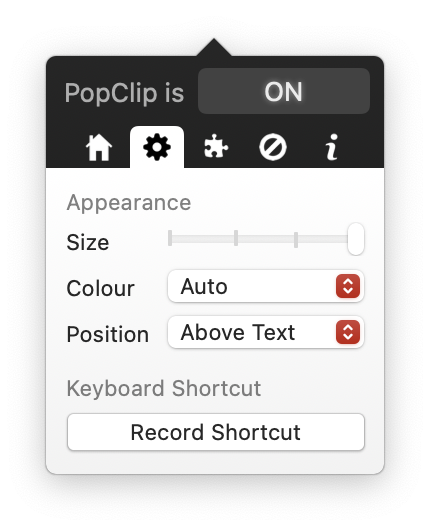 PopClip is ON
Appearance
Size
Colour Auto
Position Above Text
Keyboard Shortcut
Record Shortcut